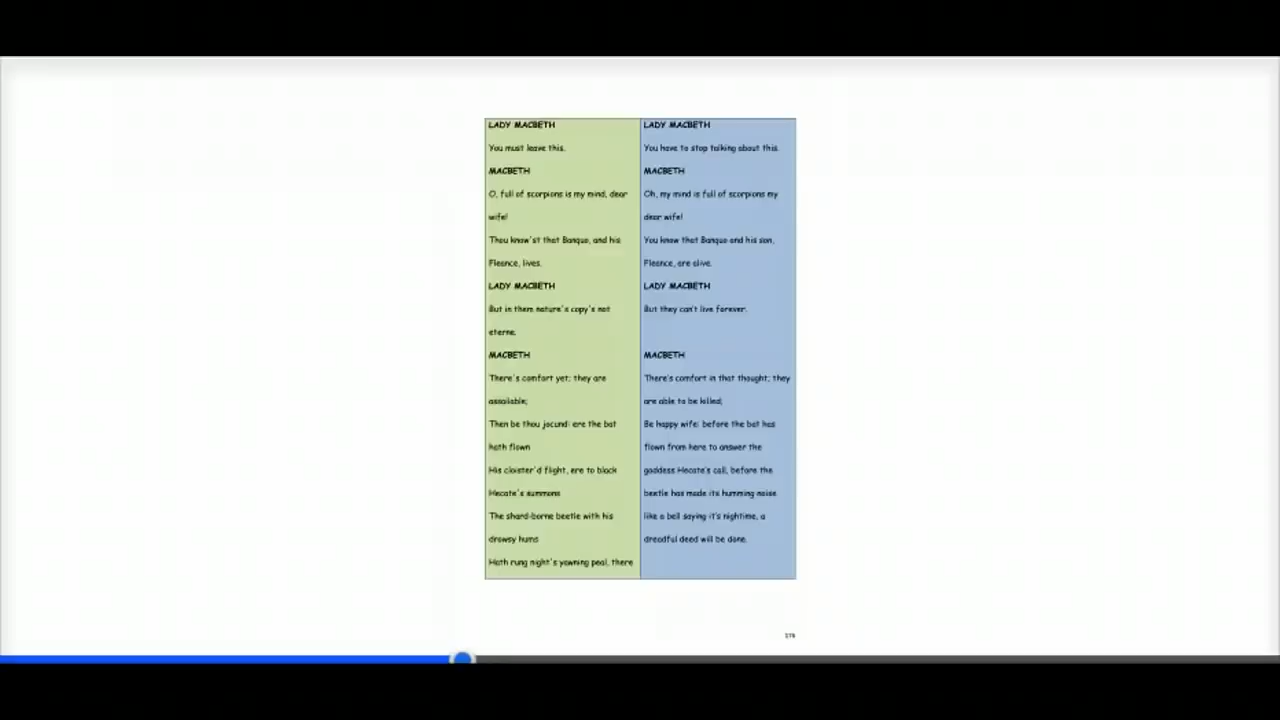 LADY MACBETH
You must leave this.
MACBETH
O, full of scorpions is my mind, dear
wife!
Thou know'st that Banquo, and his
Fleance, lives.
LADY MACBETH
But in them nature's copy's not
eterne.
MACBETH
There's comfort yet; they are
assailable;
Then be thou jocund: ere the bat
hath flown
His cloister'd flight, ere to black
Hecate's summons
The shard-borne beetle with his
drowsy hums
Hath rung night's yawning peal, there
LADY MACBETH
You have to stop talking about this.
MACBETH
Oh, my mind is full of scorpions my
dear wife!
You know that Banquo and his son,
Fleance, are alive.
LADY MACBETH
But they can't live forever.
MACBETH
There's comfort in that thought; they
are able to be killed;
Be happy wife: before the bat has
flown from here to answer the
goddess Hecate's call, before the
beetle has made its humming noise
like a bell saying it's nightime, a
dreadful deed will be done.